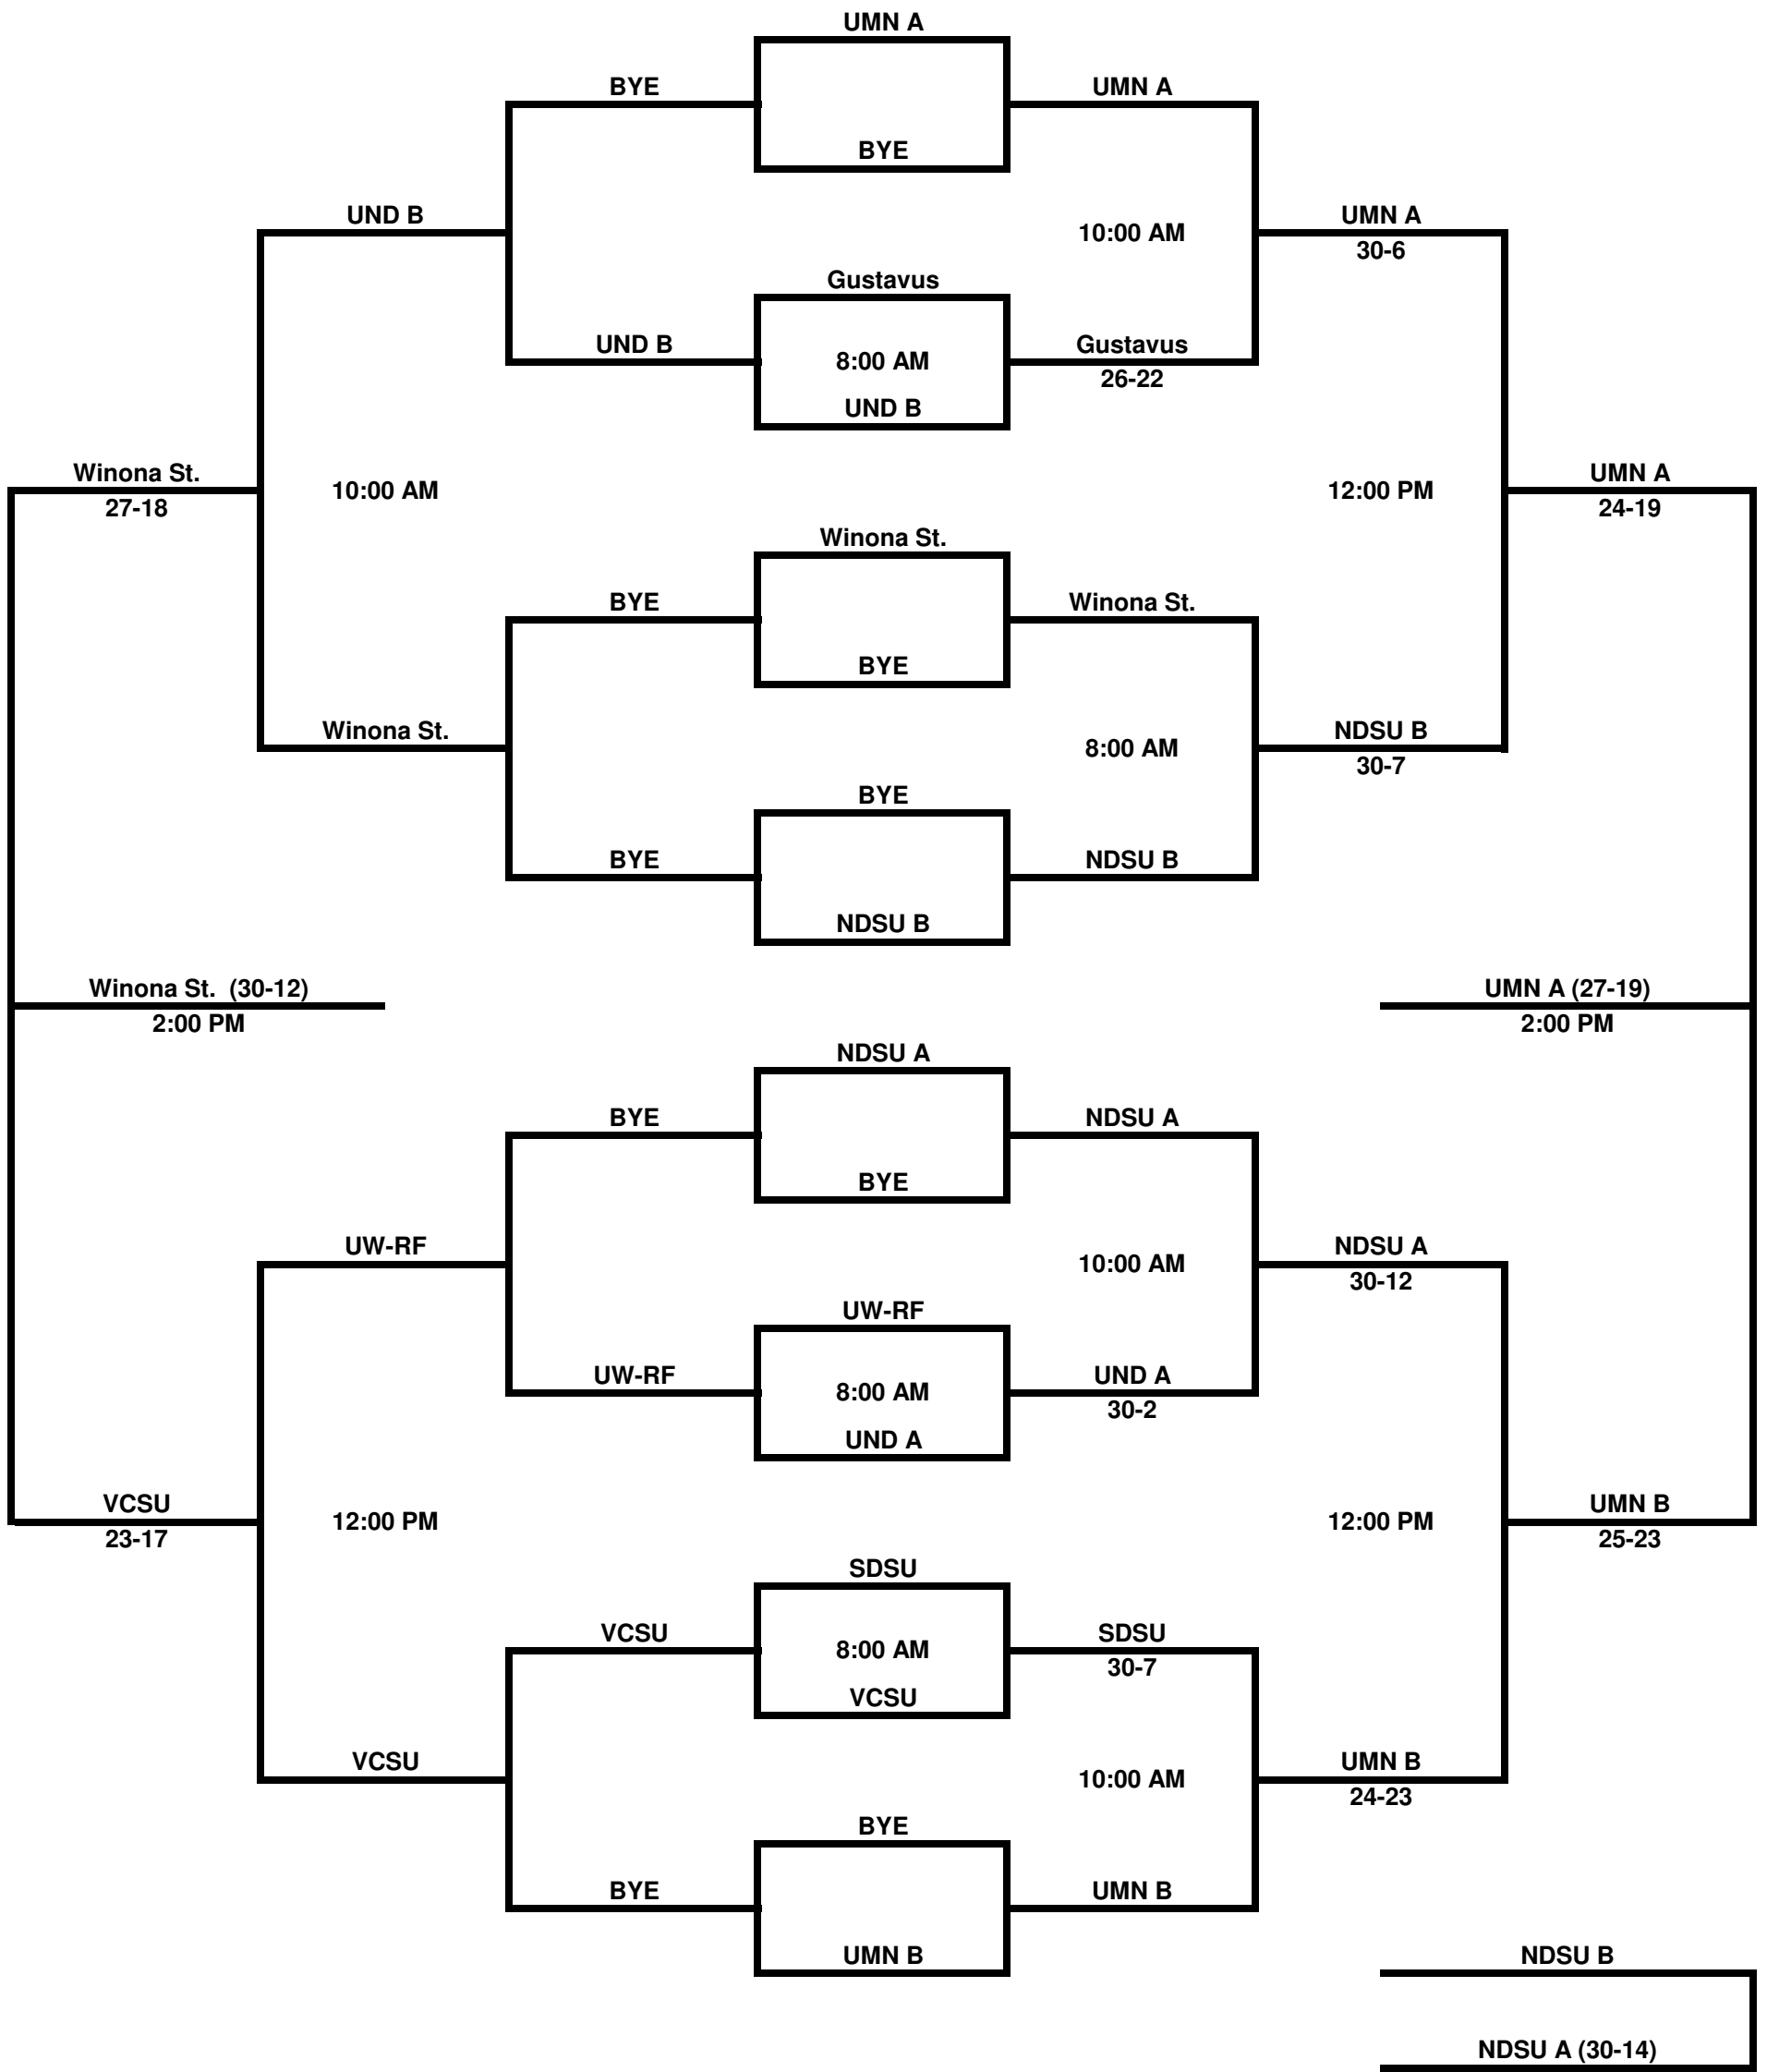 UMN A
BYE
UMN A
BYE
UND B
10:00 AM
UMN A
30-6
Gustavus
UND B
8:00 AM
Gustavus
26-22
UND B
Winona St.
27-18
10:00 AM
12:00 PM
UMN A
24-19
Winona St.
BYE
Winona St.
BYE
Winona St.
8:00 AM
NDSU B
30-7
BYE
BYE
NDSU B
NDSU B
Winona St. (30-12)
2:00 PM
UMN A (27-19)
2:00 PM
NDSU A
BYE
NDSU A
BYE
UW-RF
10:00 AM
NDSU A
30-12
UW-RF
UW-RF
8:00 AM
UND A
30-2
UND A
VCSU
23-17
12:00 PM
12:00 PM
UMN B
25-23
SDSU
VCSU
8:00 AM
SDSU
30-7
VCSU
VCSU
10:00 AM
UMN B
24-23
BYE
BYE
UMN B
UMN B
NDSU B
NDSU A (30-14)